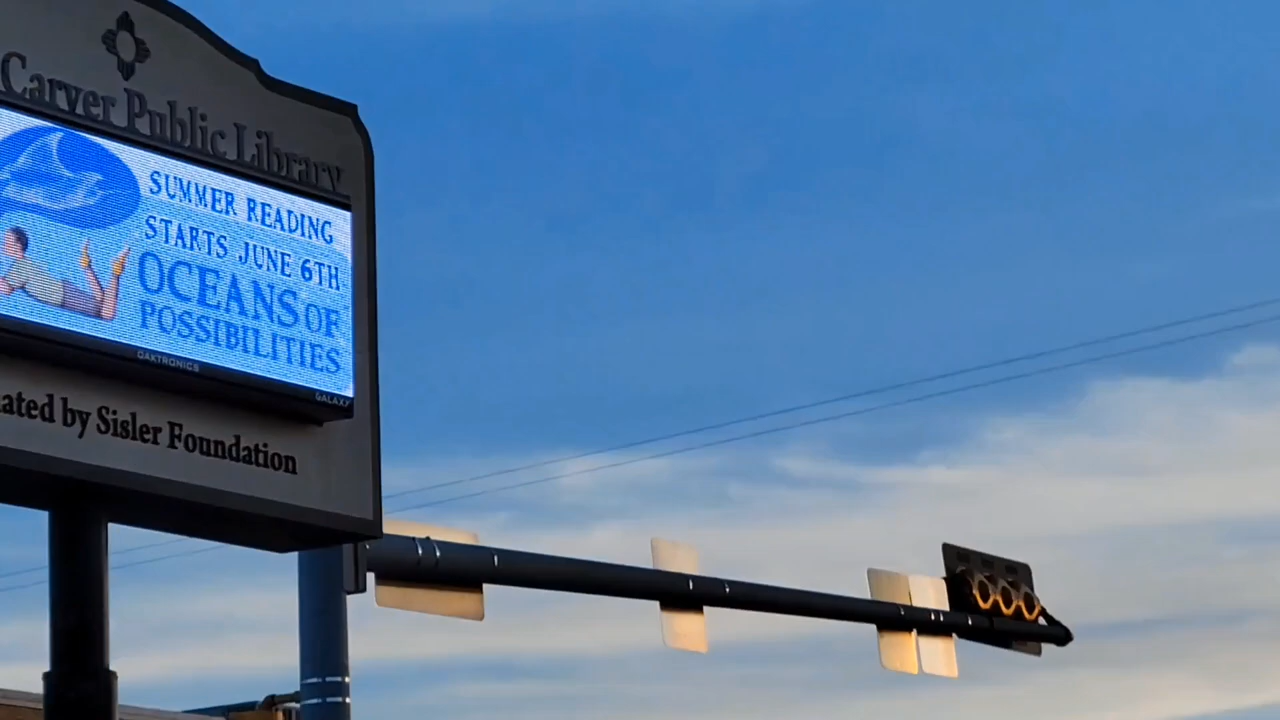 Carver Public Library
SUMMER READING
STARTS JUNE 6TH
OCEANS OF
POSSIBILITIES
DAKTRONICS
GALAXY
ated by Sisler Foundation